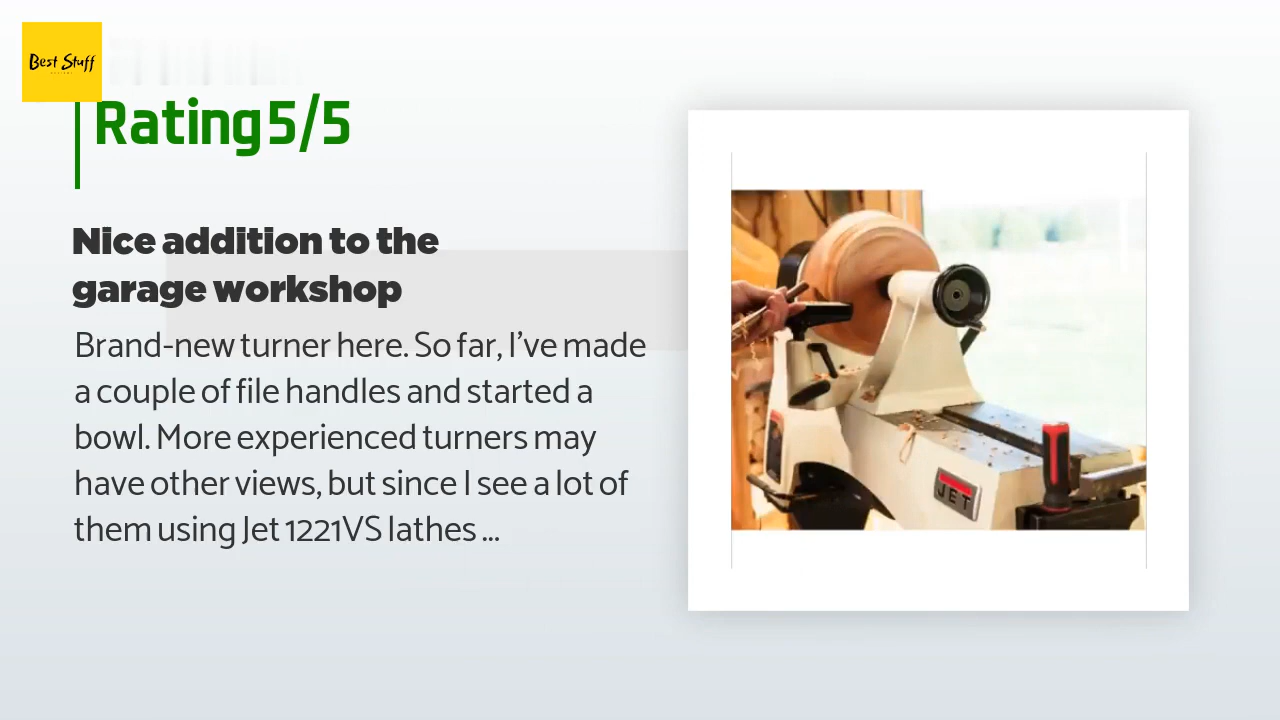 Best Stuff
Rating 5/5
Nice addition to the
garage workshop
Brand-new turner here. So far, I've made
a couple of file handles and started a
bowl. More experienced turners may
have other views, but since I see a lot of
them using Jet 1221VS lathes ...
JET